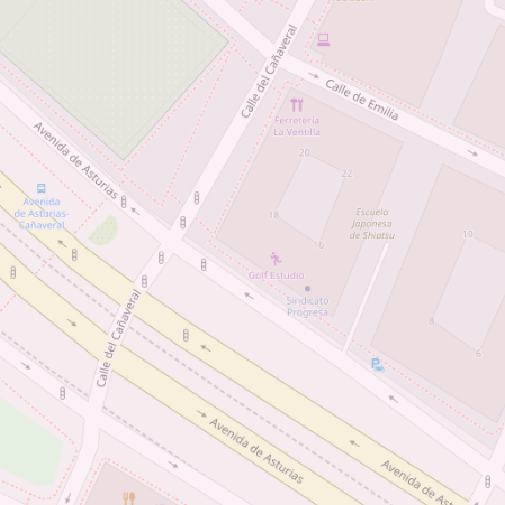 Calle del Cañaveral
Calle de Emilia
Ferretería
La Ventilla
20
22
18
16
Avenida de Asturias
Avenida
de Asturias-
Cañaveral
Escuela
Japonesa
de Shiatsu
10
8
6
Golf Estudio
Sindicato
Progresa
Calle del Cañaveral
Avenida de Asturias
Avenida de Ast